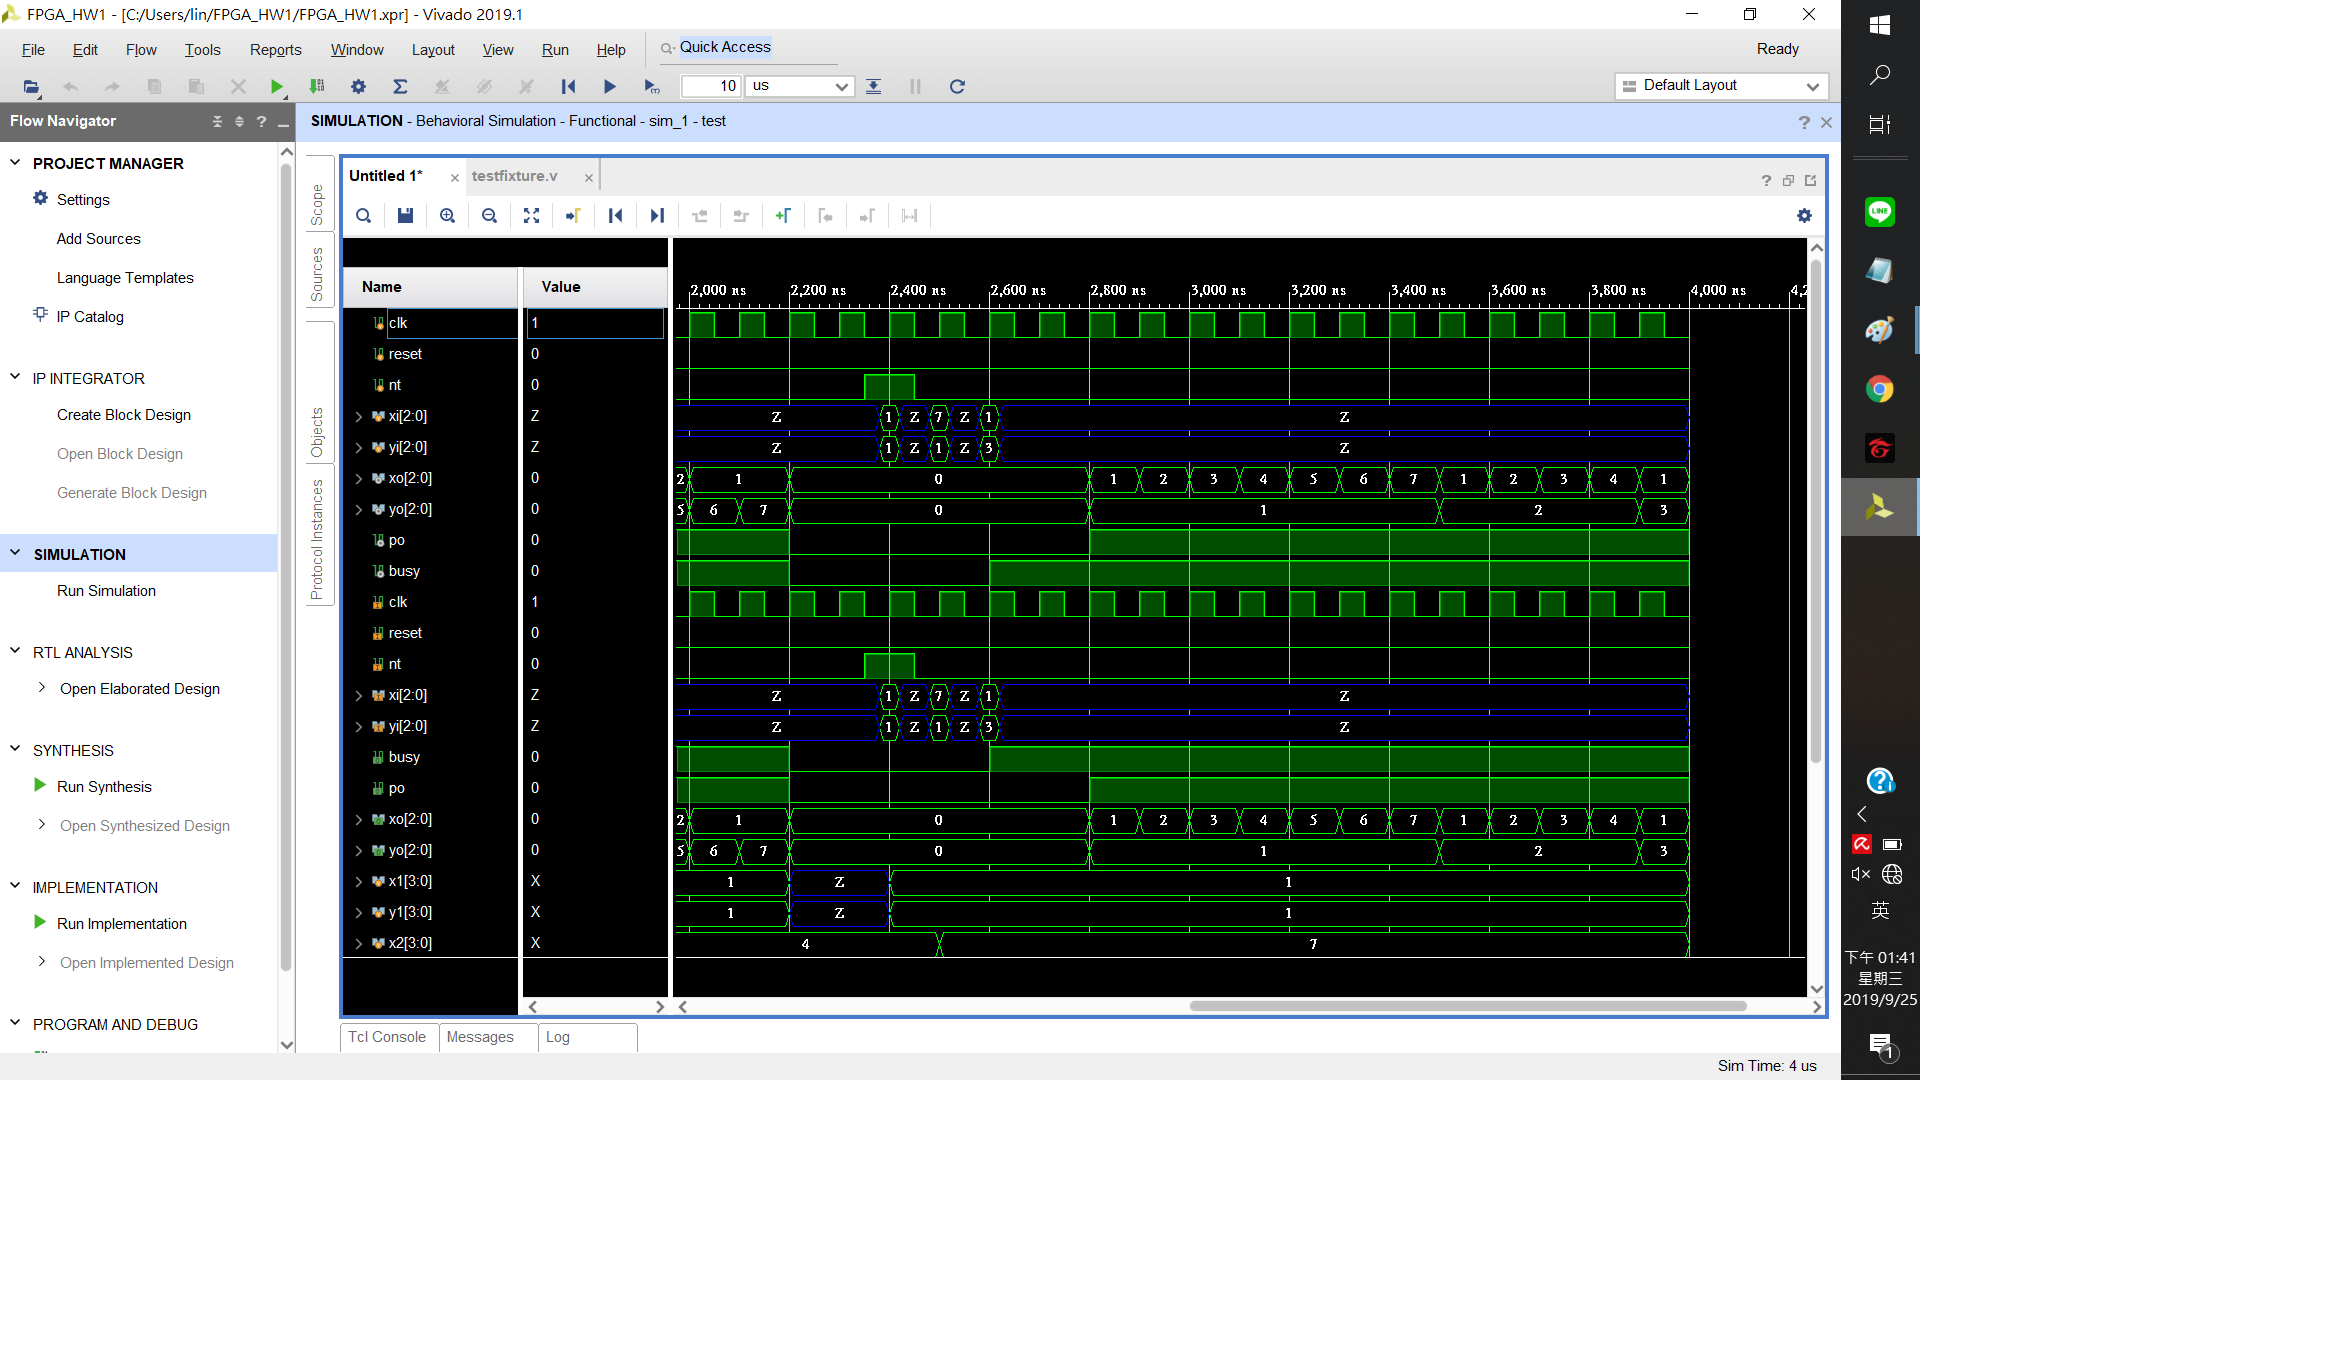 FPGA_HW1 - [C:/Users/lin/FPGA_HW1/FPGA_HW1.xpr] - Vivado 2019.1
File Edit Flow Tools Reports Window Layout View Run Help Quick Access Ready
10 us Default Layout
Flow Navigator
SIMULATION - Behavioral Simulation - Functional - sim_1 - test
PROJECT MANAGER
Settings
Add Sources
Language Templates
IP Catalog
IP INTEGRATOR
Create Block Design
Open Block Design
Generate Block Design
SIMULATION
Run Simulation
RTL ANALYSIS
Open Elaborated Design
SYNTHESIS
Run Synthesis
Open Synthesized Design
IMPLEMENTATION
Run Implementation
Open Implemented Design
PROGRAM AND DEBUG
Scope
Sources
Objects
Protocol Instances
Untitled 1*
testfixture.v
Name Value
2,000 ns 2,200 ns 2,400 ns 2,600 ns 2,800 ns 3,000 ns 3,200 ns 3,400 ns 3,600 ns 3,800 ns 4,000 ns 4,2
clk 1
reset 0
nt 0
xi[2:0] Z Z 1 Z 7 Z 1 Z
yi[2:0] Z Z 1 Z 1 Z 3 Z
xo[2:0] 0 2 1 0 1 2 3 4 5 6 7 1 2 3 4 1
yo[2:0] 0 5 6 7 0 1 2 3
po 0
busy 0
clk 1
reset 0
nt 0
xi[2:0] Z Z 1 Z 7 Z 1 Z
yi[2:0] Z Z 1 Z 1 Z 3 Z
busy 0
po 0
xo[2:0] 0 2 1 0 1 2 3 4 5 6 7 1 2 3 4 1
yo[2:0] 0 5 6 7 0 1 2 3
x1[3:0] X 1 Z 1
y1[3:0] X 1 Z 1
x2[3:0] X 4 7
Tcl Console Messages Log
Sim Time: 4 us
LINE
英
下午 01:41
星期三
2019/9/25
1